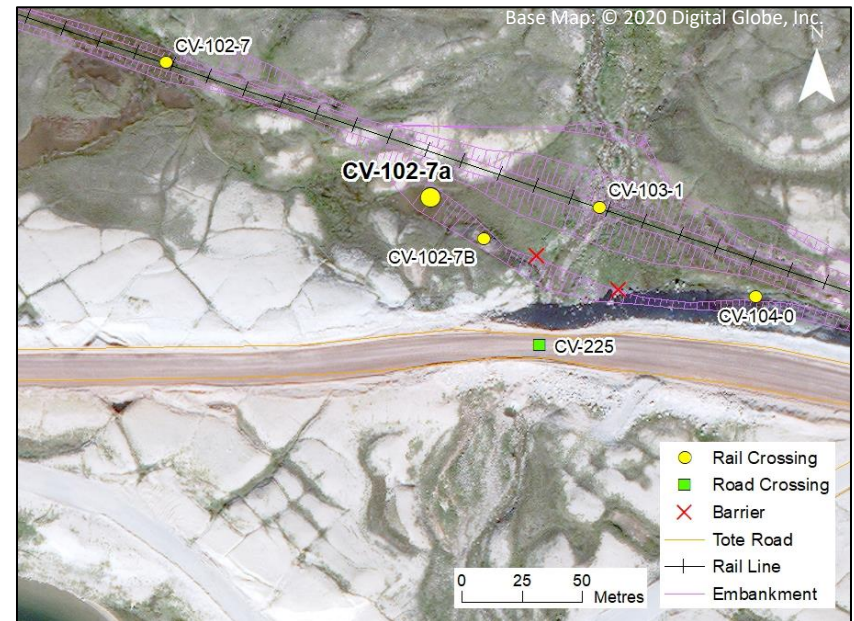 Base Map: © 2020 Digital Globe, Inc.
N
CV-102-7
CV-102-7a
CV-103-1
CV-102-7B
CV-104-0
CV-225
Rail Crossing
Road Crossing
Barrier
Tote Road
Rail Line
Embankment
0 25 50
Metres